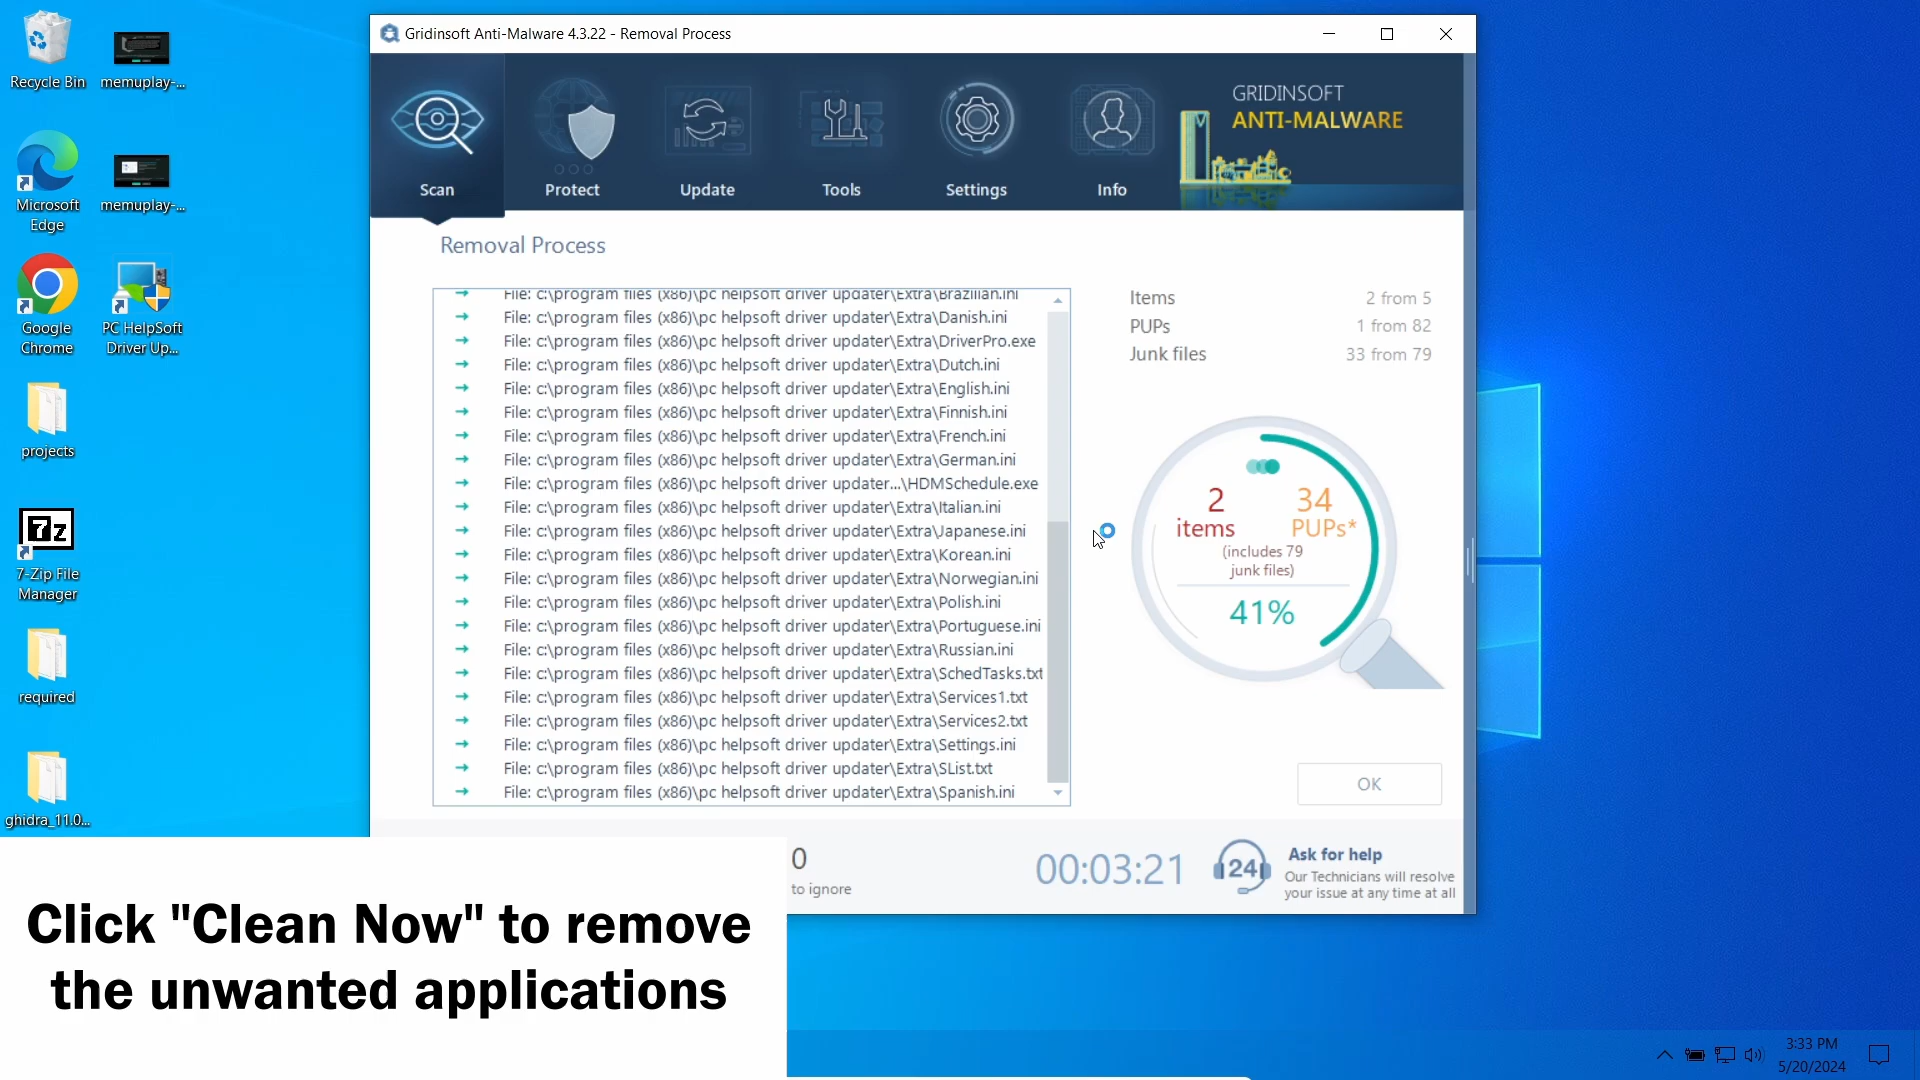 Recycle Bin
memuplay-...
Microsoft
Edge
memuplay-...
Google
Chrome
PC HelpSoft
Driver Up...
projects
7z
7-Zip File
Manager
required
ghidra_11.0...
Gridinsoft Anti-Malware 4.3.22 - Removal Process
Scan
Protect
Update
Tools
Settings
Info
GRIDINSOFT
ANTI-MALWARE
Removal Process
File: c:\program files (x86)\pc helpsoft driver updater\Extra\Brazilian.ini
File: c:\program files (x86)\pc helpsoft driver updater\Extra\Danish.ini
File: c:\program files (x86)\pc helpsoft driver updater\Extra\DriverPro.exe
File: c:\program files (x86)\pc helpsoft driver updater\Extra\Dutch.ini
File: c:\program files (x86)\pc helpsoft driver updater\Extra\English.ini
File: c:\program files (x86)\pc helpsoft driver updater\Extra\Finnish.ini
File: c:\program files (x86)\pc helpsoft driver updater\Extra\French.ini
File: c:\program files (x86)\pc helpsoft driver updater\Extra\German.ini
File: c:\program files (x86)\pc helpsoft driver updater...\HDMSchedule.exe
File: c:\program files (x86)\pc helpsoft driver updater\Extra\Italian.ini
File: c:\program files (x86)\pc helpsoft driver updater\Extra\Japanese.ini
File: c:\program files (x86)\pc helpsoft driver updater\Extra\Korean.ini
File: c:\program files (x86)\pc helpsoft driver updater\Extra\Norwegian.ini
File: c:\program files (x86)\pc helpsoft driver updater\Extra\Polish.ini
File: c:\program files (x86)\pc helpsoft driver updater\Extra\Portuguese.ini
File: c:\program files (x86)\pc helpsoft driver updater\Extra\Russian.ini
File: c:\program files (x86)\pc helpsoft driver updater\Extra\SchedTasks.txt
File: c:\program files (x86)\pc helpsoft driver updater\Extra\Services1.txt
File: c:\program files (x86)\pc helpsoft driver updater\Extra\Services2.txt
File: c:\program files (x86)\pc helpsoft driver updater\Extra\Settings.ini
File: c:\program files (x86)\pc helpsoft driver updater\Extra\SList.txt
File: c:\program files (x86)\pc helpsoft driver updater\Extra\Spanish.ini
Items 2 from 5
PUPs 1 from 82
Junk files 33 from 79
2 34
items PUPs*
(includes 79
junk files)
41%
OK
0
to ignore
00:03:21
24
Ask for help
Our Technicians will resolve
your issue at any time at all
Click "Clean Now" to remove
the unwanted applications
3:33 PM
5/20/2024